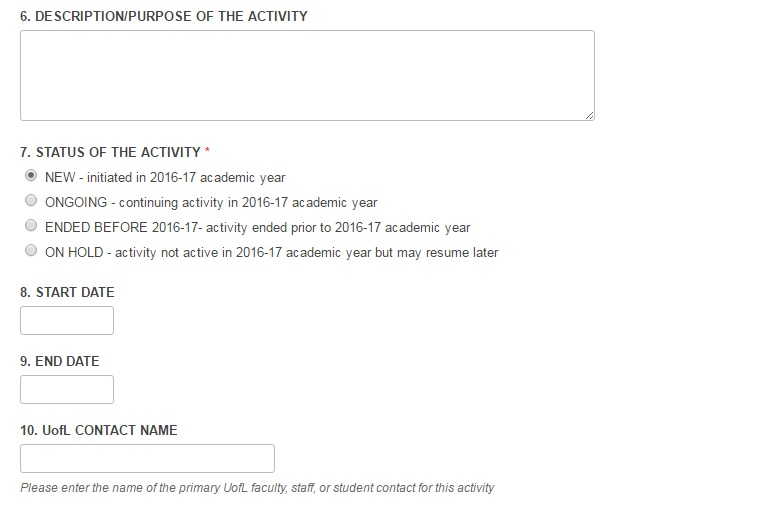 6. DESCRIPTION/PURPOSE OF THE ACTIVITY
7. STATUS OF THE ACTIVITY *
NEW - initiated in 2016-17 academic year
ONGOING - continuing activity in 2016-17 academic year
ENDED BEFORE 2016-17- activity ended prior to 2016-17 academic year
ON HOLD - activity not active in 2016-17 academic year but may resume later
8. START DATE
9. END DATE
10. UofL CONTACT NAME
Please enter the name of the primary UofL faculty, staff, or student contact for this activity